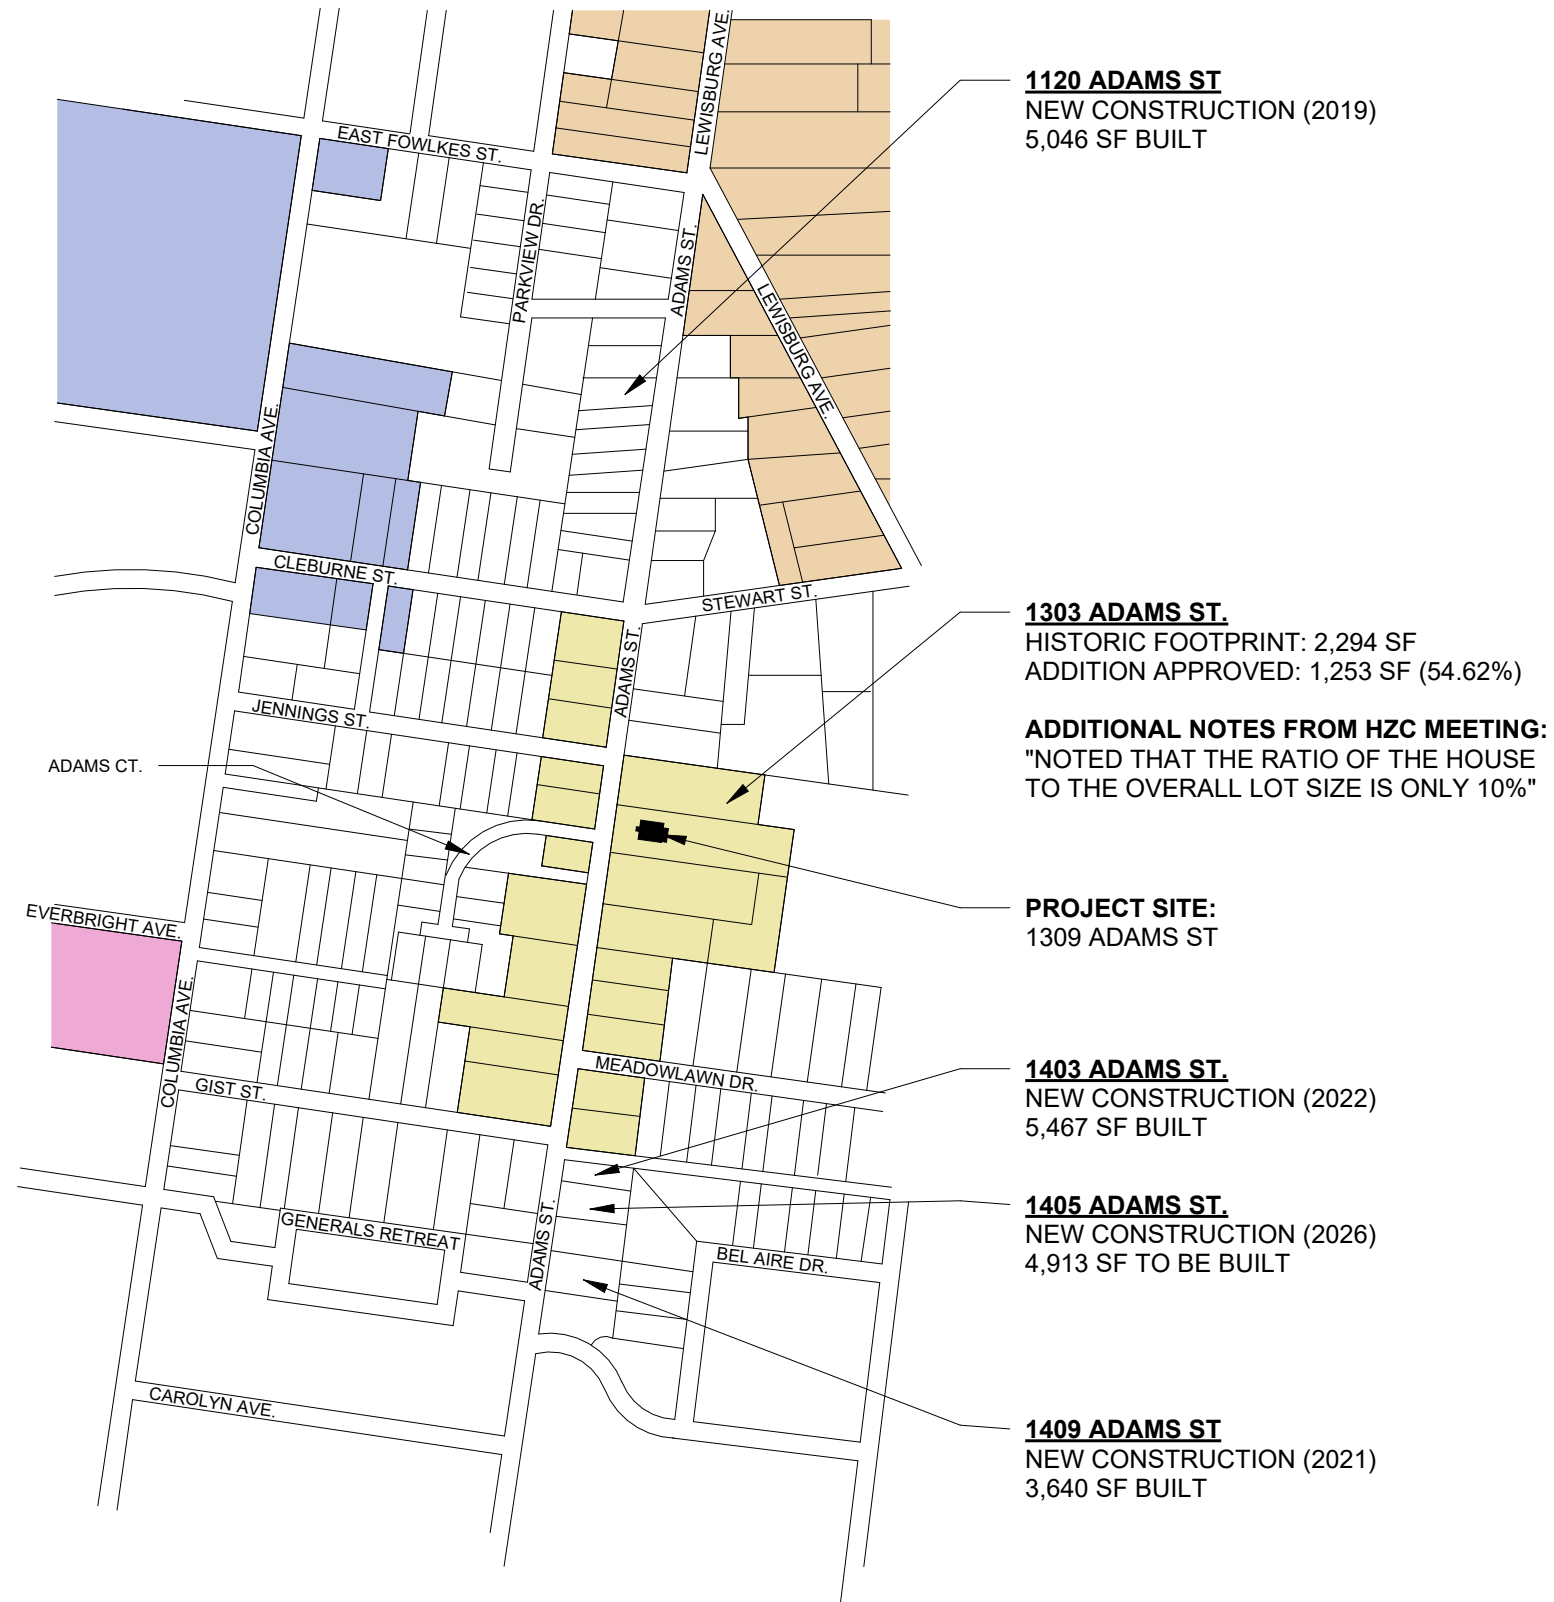 LEWISBURG AVE.
1120 ADAMS ST
NEW CONSTRUCTION (2019)
5,046 SF BUILT
EAST FOWLKES ST.
PARKVIEW DR.
ADAMS ST.
LEWISBURG AVE.
COLUMBIA AVE.
CLEBURNE ST.
STEWART ST.
1303 ADAMS ST.
HISTORIC FOOTPRINT: 2,294 SF
ADDITION APPROVED: 1,253 SF (54.62%)
ADDITIONAL NOTES FROM HZC MEETING:
"NOTED THAT THE RATIO OF THE HOUSE
TO THE OVERALL LOT SIZE IS ONLY 10%"
ADAMS ST.
JENNINGS ST.
ADAMS CT.
EVERBRIGHT AVE.
PROJECT SITE:
1309 ADAMS ST
COLUMBIA AVE.
MEADOWLAWN DR.
GIST ST.
1403 ADAMS ST.
NEW CONSTRUCTION (2022)
5,467 SF BUILT
1405 ADAMS ST.
NEW CONSTRUCTION (2026)
4,913 SF TO BE BUILT
GENERALS RETREAT
ADAMS ST.
BEL AIRE DR.
CAROLYN AVE.
1409 ADAMS ST
NEW CONSTRUCTION (2021)
3,640 SF BUILT